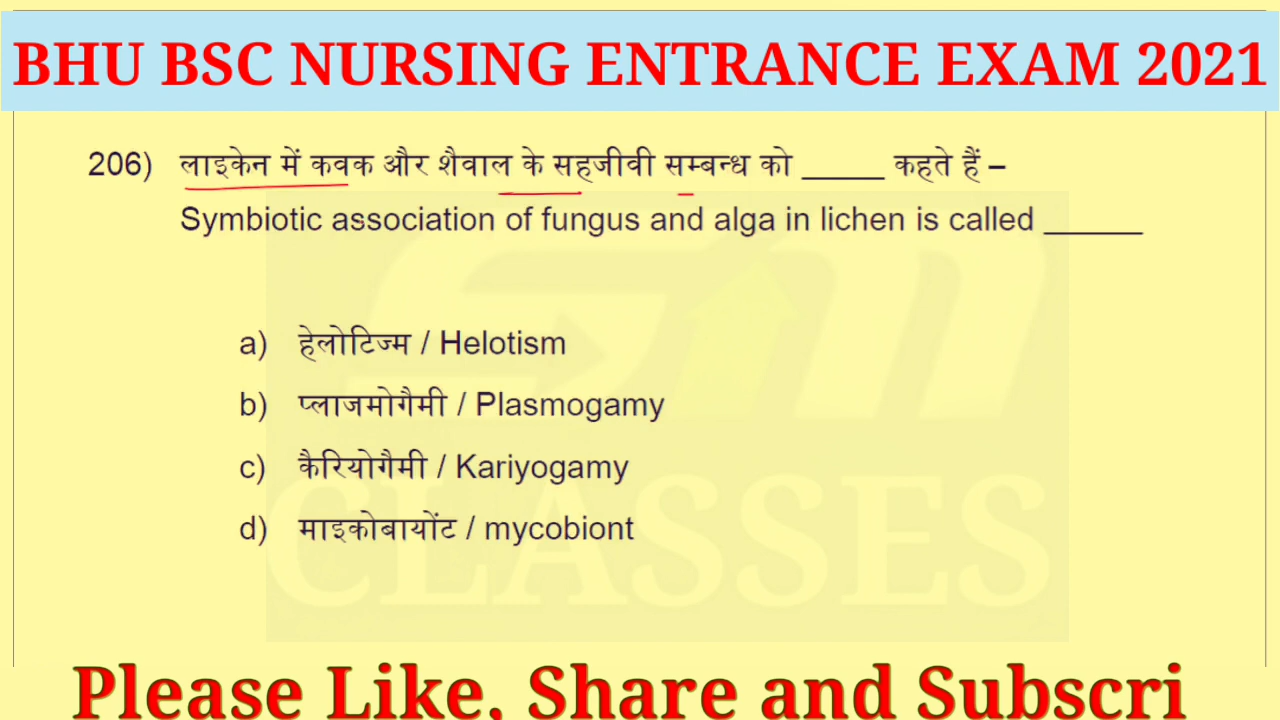 BHU BSC NURSING ENTRANCE EXAM 2021
206) लाइकेन में कवक और शैवाल के सहजीवी सम्बन्ध को _____ कहते हैं –
Symbiotic association of fungus and alga in lichen is called ______
a) हेलोटिज्म / Helotism
b) प्लाजमोगैमी / Plasmogamy
c) कैरियोगैमी / Kariyogamy
d) माइकोबायोंट / mycobiont
CLASSES
Please Like, Share and Subscri